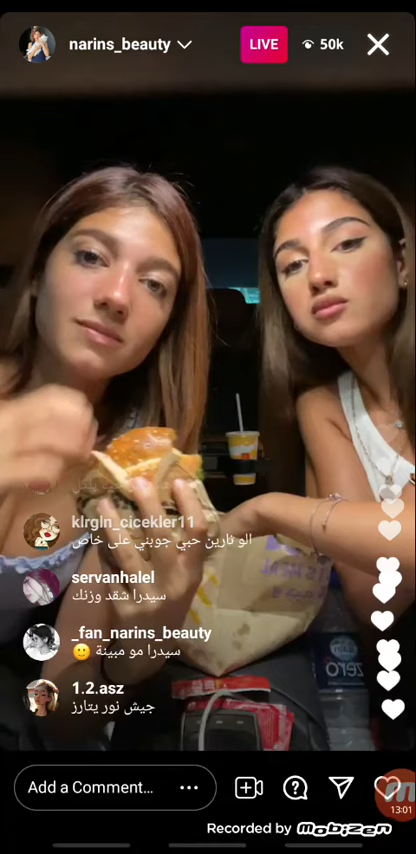 narins_beauty
LIVE
50k
klrgln_cicekler11
الو نارين حبي جوبني على خاص
servanhalel
سيدرا شقد وزنك
_fan_narins_beauty
سيدرا مو مبينة 🙂
1.2.asz
جيش نور يتارز
zero
Add a Comment...
13:01
Recorded by Mobizen